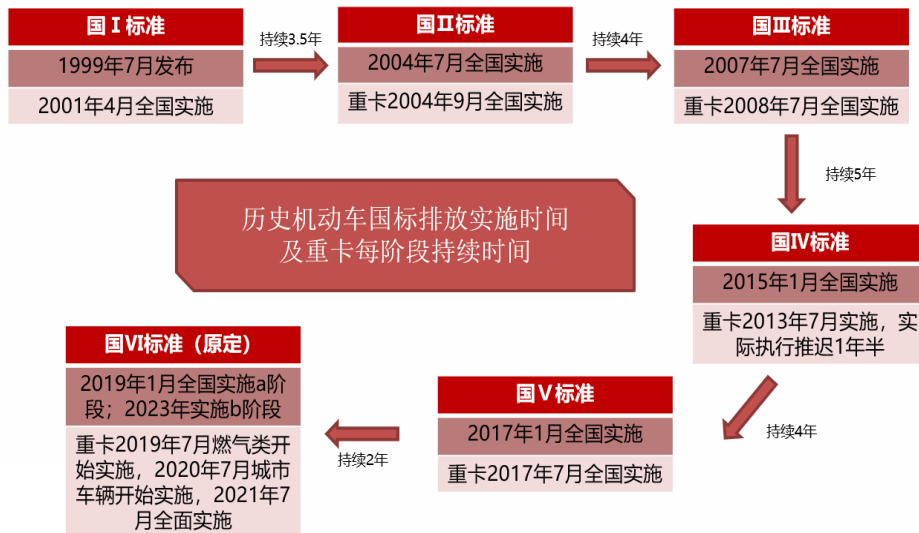 国Ⅰ标准
1999年7月发布
2001年4月全国实施
持续3.5年
国Ⅱ标准
2004年7月全国实施
重卡2004年9月全国实施
持续4年
国Ⅲ标准
2007年7月全国实施
重卡2008年7月全国实施
持续5年
历史机动车国标排放实施时间
及重卡每阶段持续时间
国Ⅳ标准
2015年1月全国实施
重卡2013年7月实施，实
际执行推迟1年半
持续4年
国Ⅴ标准
2017年1月全国实施
重卡2017年7月全国实施
持续2年
国Ⅵ标准（原定）
2019年1月全国实施a阶
段；2023年实施b阶段
重卡2019年7月燃气类开
始实施，2020年7月城市
车辆开始实施，2021年7
月全面实施